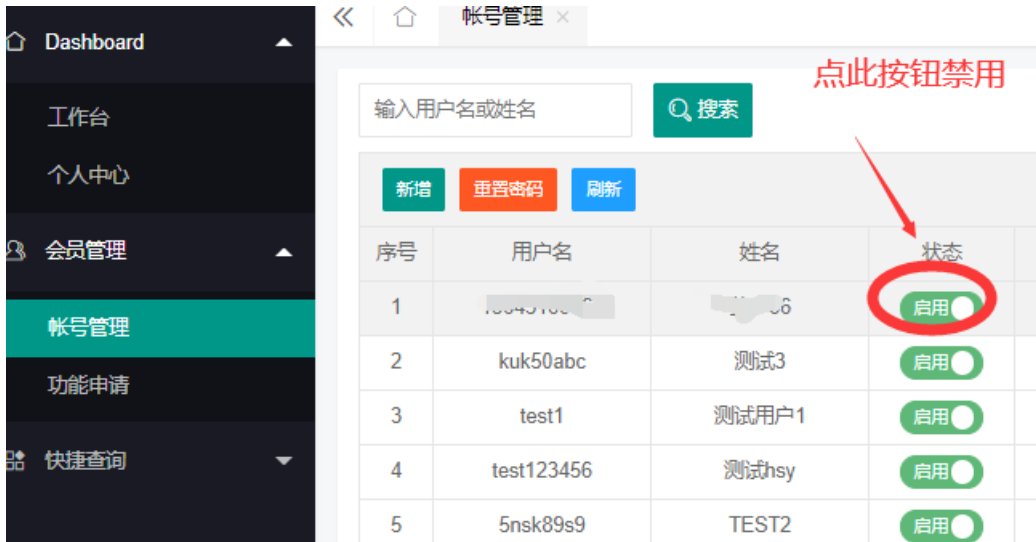 Dashboard
工作台
个人中心
会员管理
帐号管理
功能申请
快捷查询
帐号管理
点此按钮禁用
输入用户名或姓名 搜索
新增 重置密码 刷新
序号 用户名 姓名 状态
1 启用
2 kuk50abc 测试3 启用
3 test1 测试用户1 启用
4 test123456 测试hsy 启用
5 5nsk89s9 TEST2 启用